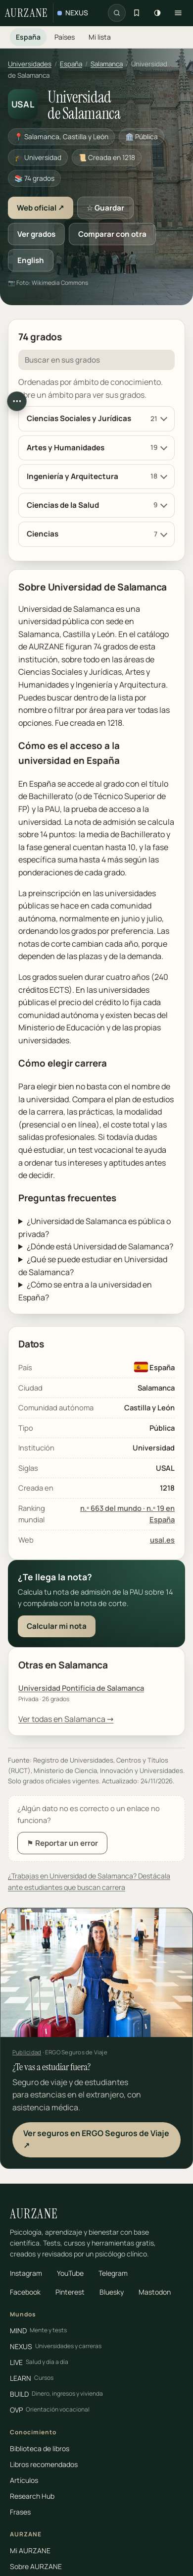 AURZANE NEXUS
España Países Mi lista
Universidades / España / Salamanca / Universidad
de Salamanca
USAL
Universidad
de Salamanca
📍 Salamanca, Castilla y León
🏛️ Pública
🎓 Universidad
📜 Creada en 1218
📚 74 grados
Web oficial ↗
☆ Guardar
Ver grados
Comparar con otra
English
📷 Foto: Wikimedia Commons
74 grados
Buscar en sus grados
Ordenadas por ámbito de conocimiento.
bre un ámbito para ver sus grados.
Ciencias Sociales y Jurídicas 21
Artes y Humanidades 19
Ingeniería y Arquitectura 18
Ciencias de la Salud 9
Ciencias 7
Sobre Universidad de Salamanca
Universidad de Salamanca es una
universidad pública con sede en
Salamanca, Castilla y León. En el catálogo
de AURZANE figuran 74 grados de esta
institución, sobre todo en las áreas de
Ciencias Sociales y Jurídicas, Artes y
Humanidades y Ingeniería y Arquitectura.
Puedes buscar dentro de la lista por
nombre o filtrar por área para ver todas las
opciones. Fue creada en 1218.
Cómo es el acceso a la
universidad en España
En España se accede al grado con el título
de Bachillerato (o de Técnico Superior de
FP) y la PAU, la prueba de acceso a la
universidad. La nota de admisión se calcula
sobre 14 puntos: la media de Bachillerato y
la fase general cuentan hasta 10, y la fase
específica suma hasta 4 más según las
ponderaciones de cada universidad.
La preinscripción en las universidades
públicas se hace en cada comunidad
autónoma, normalmente en junio y julio,
ordenando los grados por preferencia. Las
notas de corte cambian cada año, porque
dependen de las plazas y de la demanda.
Los grados suelen durar cuatro años (240
créditos ECTS). En las universidades
públicas el precio del crédito lo fija cada
comunidad autónoma y existen becas del
Ministerio de Educación y de las propias
universidades.
Cómo elegir carrera
Para elegir bien no basta con el nombre de
la universidad. Compara el plan de estudios
de la carrera, las prácticas, la modalidad
(presencial o en línea), el coste total y las
salidas profesionales. Si todavía dudas
qué estudiar, un test vocacional te ayuda
a ordenar tus intereses y aptitudes antes
de decidir.
Preguntas frecuentes
▶ ¿Universidad de Salamanca es pública o
privada?
▶ ¿Dónde está Universidad de Salamanca?
▶ ¿Qué se puede estudiar en Universidad
de Salamanca?
▶ ¿Cómo se entra a la universidad en
España?
Datos
País 🇪🇸 España
Ciudad Salamanca
Comunidad autónoma Castilla y León
Tipo Pública
Institución Universidad
Siglas USAL
Creada en 1218
Ranking n.º 663 del mundo · n.º 19 en
mundial España
Web usal.es
¿Te llega la nota?
Calcula tu nota de admisión de la PAU sobre 14
y compárala con la nota de corte.
Calcular mi nota
Otras en Salamanca
Universidad Pontificia de Salamanca
Privada · 26 grados
Ver todas en Salamanca →
Fuente: Registro de Universidades, Centros y Títulos
(RUCT), Ministerio de Ciencia, Innovación y Universidades.
Solo grados oficiales vigentes. Actualizado: 24/11/2026.
¿Algún dato no es correcto o un enlace no
funciona?
⚑ Reportar un error
¿Trabajas en Universidad de Salamanca? Destácala
ante estudiantes que buscan carrera
Publicidad · ERGO Seguros de Viaje
¿Te vas a estudiar fuera?
Seguro de viaje y de estudiantes
para estancias en el extranjero, con
asistencia médica.
Ver seguros en ERGO Seguros de Viaje
↗
AURZANE
Psicología, aprendizaje y bienestar con base
científica. Tests, cursos y herramientas gratis,
creados y revisados por un psicólogo clínico.
Instagram YouTube Telegram
Facebook Pinterest Bluesky Mastodon
Mundos
MIND Mente y tests
NEXUS Universidades y carreras
LIVE Salud y día a día
LEARN Cursos
BUILD Dinero, ingresos y vivienda
OVP Orientación vocacional
Conocimiento
Biblioteca de libros
Libros recomendados
Artículos
Research Hub
Frases
AURZANE
Mi AURZANE
Sobre AURZANE